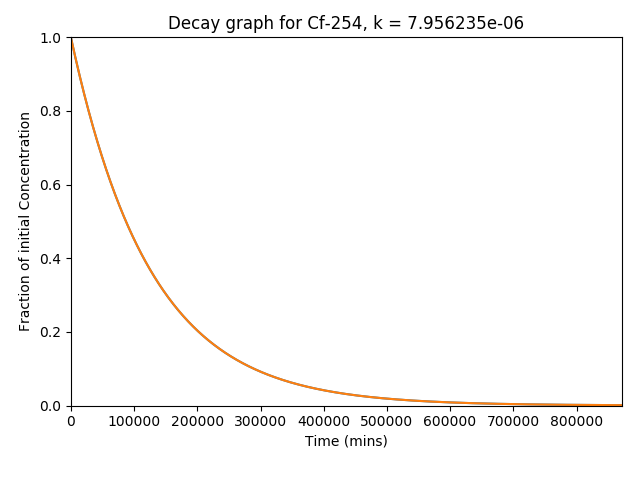 Decay graph for Cf-254, k = 7.956235e-06
1.0
0.8
0.6
0.4
0.2
0.0
Fraction of initial Concentration
0 100000 200000 300000 400000 500000 600000 700000 800000
Time (mins)